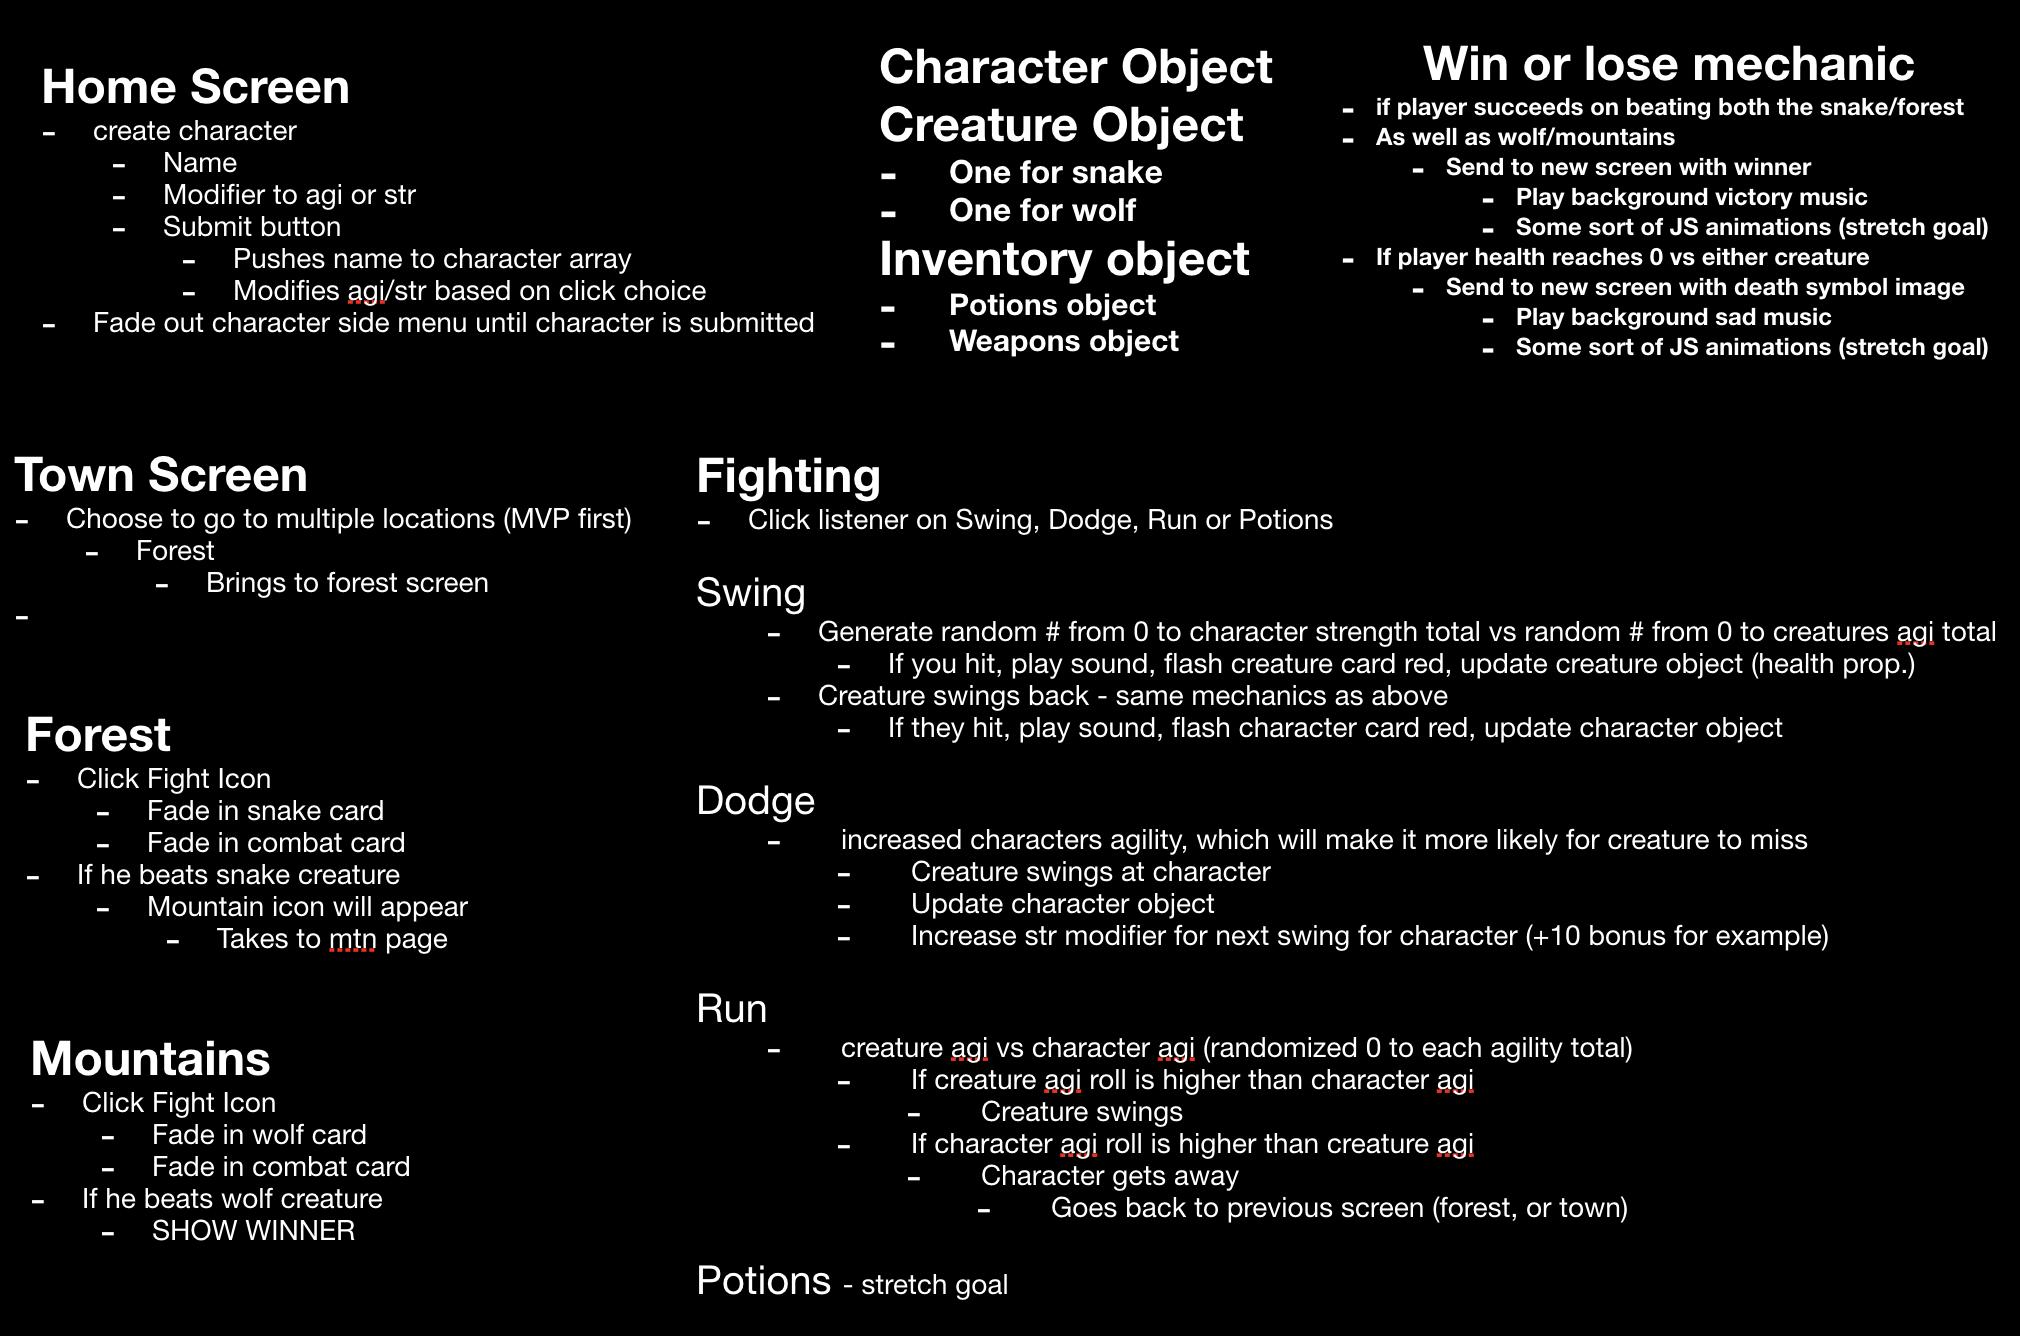 Home Screen
- create character
- Name
- Modifier to agi or str
- Submit button
- Pushes name to character array
- Modifies agi/str based on click choice
- Fade out character side menu until character is submitted
Character Object
Creature Object
- One for snake
- One for wolf
Inventory object
- Potions object
- Weapons object
Win or lose mechanic
- if player succeeds on beating both the snake/forest
- As well as wolf/mountains
- Send to new screen with winner
- Play background victory music
- Some sort of JS animations (stretch goal)
- If player health reaches 0 vs either creature
- Send to new screen with death symbol image
- Play background sad music
- Some sort of JS animations (stretch goal)
Town Screen
- Choose to go to multiple locations (MVP first)
- Forest
- Brings to forest screen
-
Forest
- Click Fight Icon
- Fade in snake card
- Fade in combat card
- If he beats snake creature
- Mountain icon will appear
- Takes to mtn page
Mountains
- Click Fight Icon
- Fade in wolf card
- Fade in combat card
- If he beats wolf creature
- SHOW WINNER
Fighting
- Click listener on Swing, Dodge, Run or Potions
Swing
- Generate random # from 0 to character strength total vs random # from 0 to creatures agi total
- If you hit, play sound, flash creature card red, update creature object (health prop.)
- Creature swings back - same mechanics as above
- If they hit, play sound, flash character card red, update character object
Dodge
- increased characters agility, which will make it more likely for creature to miss
- Creature swings at character
- Update character object
- Increase str modifier for next swing for character (+10 bonus for example)
Run
- creature agi vs character agi (randomized 0 to each agility total)
- If creature agi roll is higher than character agi
- Creature swings
- If character agi roll is higher than creature agi
- Character gets away
- Goes back to previous screen (forest, or town)
Potions - stretch goal